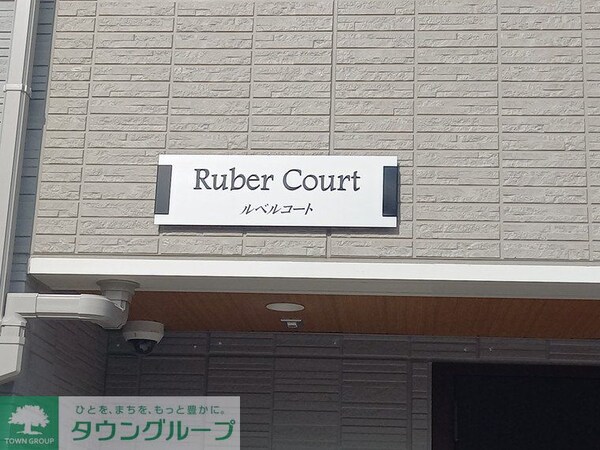 Ruber Court
ルベルコート
ひとを、まちを、もっと豊かに。
TOWN GROUP
タウングループ